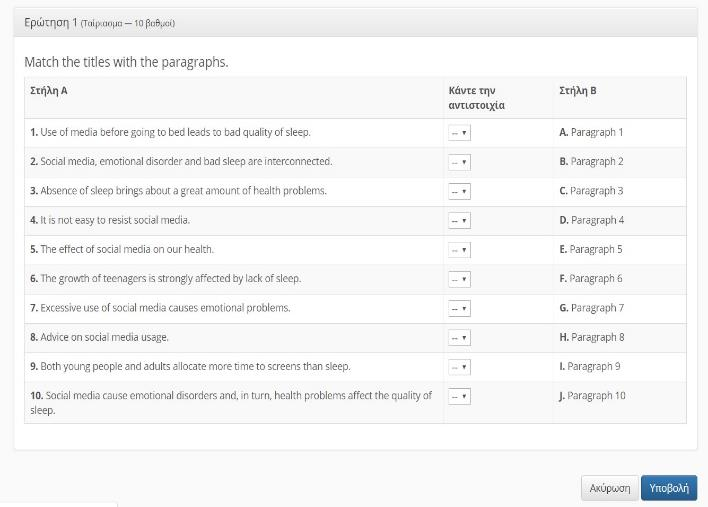 Ερώτηση 1 (Ταίριασμα — 10 βαθμοί)
Match the titles with the paragraphs.
Στήλη Α Κάντε την αντιστοιχία Στήλη Β
1. Use of media before going to bed leads to bad quality of sleep. -- A. Paragraph 1
2. Social media, emotional disorder and bad sleep are interconnected. -- B. Paragraph 2
3. Absence of sleep brings about a great amount of health problems. -- C. Paragraph 3
4. It is not easy to resist social media. -- D. Paragraph 4
5. The effect of social media on our health. -- E. Paragraph 5
6. The growth of teenagers is strongly affected by lack of sleep. -- F. Paragraph 6
7. Excessive use of social media causes emotional problems. -- G. Paragraph 7
8. Advice on social media usage. -- H. Paragraph 8
9. Both young people and adults allocate more time to screens than sleep. -- I. Paragraph 9
10. Social media cause emotional disorders and, in turn, health problems affect the quality of -- J. Paragraph 10
sleep.
Ακύρωση Υποβολή